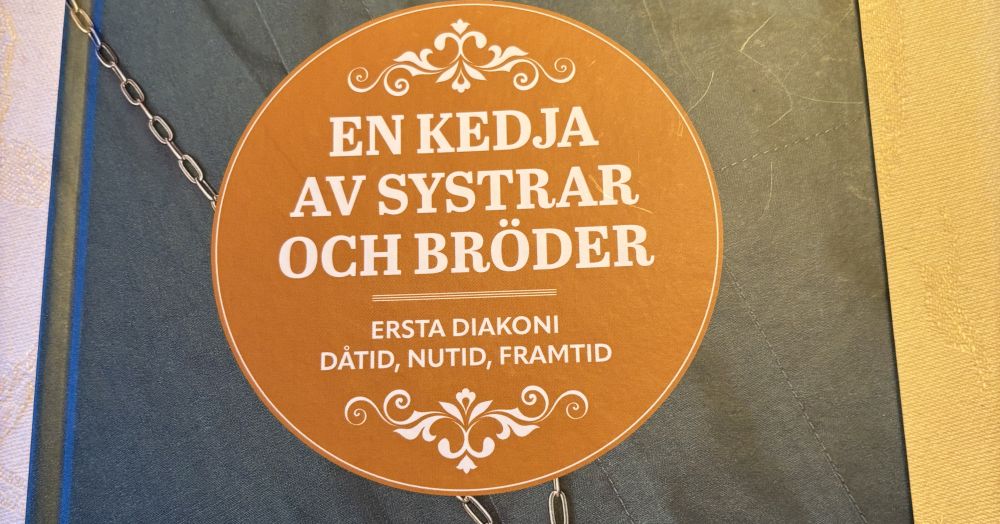 EN KEDJA
AV SYSTRAR
OCH BRÖDER
ERSTA DIAKONI
DÅTID, NUTID, FRAMTID